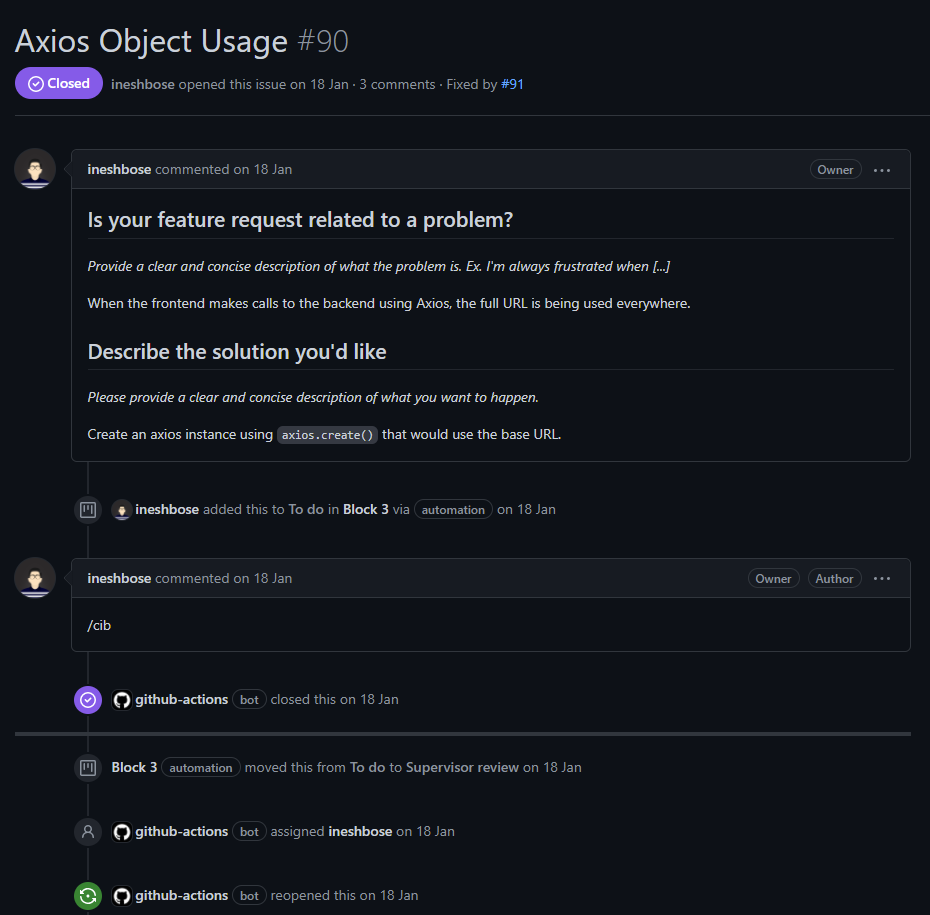 Axios Object Usage #90
Closed ineshbose opened this issue on 18 Jan · 3 comments · Fixed by #91
ineshbose commented on 18 Jan Owner ...
Is your feature request related to a problem?
Provide a clear and concise description of what the problem is. Ex. I'm always frustrated when [...]
When the frontend makes calls to the backend using Axios, the full URL is being used everywhere.
Describe the solution you'd like
Please provide a clear and concise description of what you want to happen.
Create an axios instance using axios.create() that would use the base URL.
ineshbose added this to To do in Block 3 via automation on 18 Jan
ineshbose commented on 18 Jan Owner Author ...
/cib
github-actions bot closed this on 18 Jan
Block 3 automation moved this from To do to Supervisor review on 18 Jan
github-actions bot assigned ineshbose on 18 Jan
github-actions bot reopened this on 18 Jan